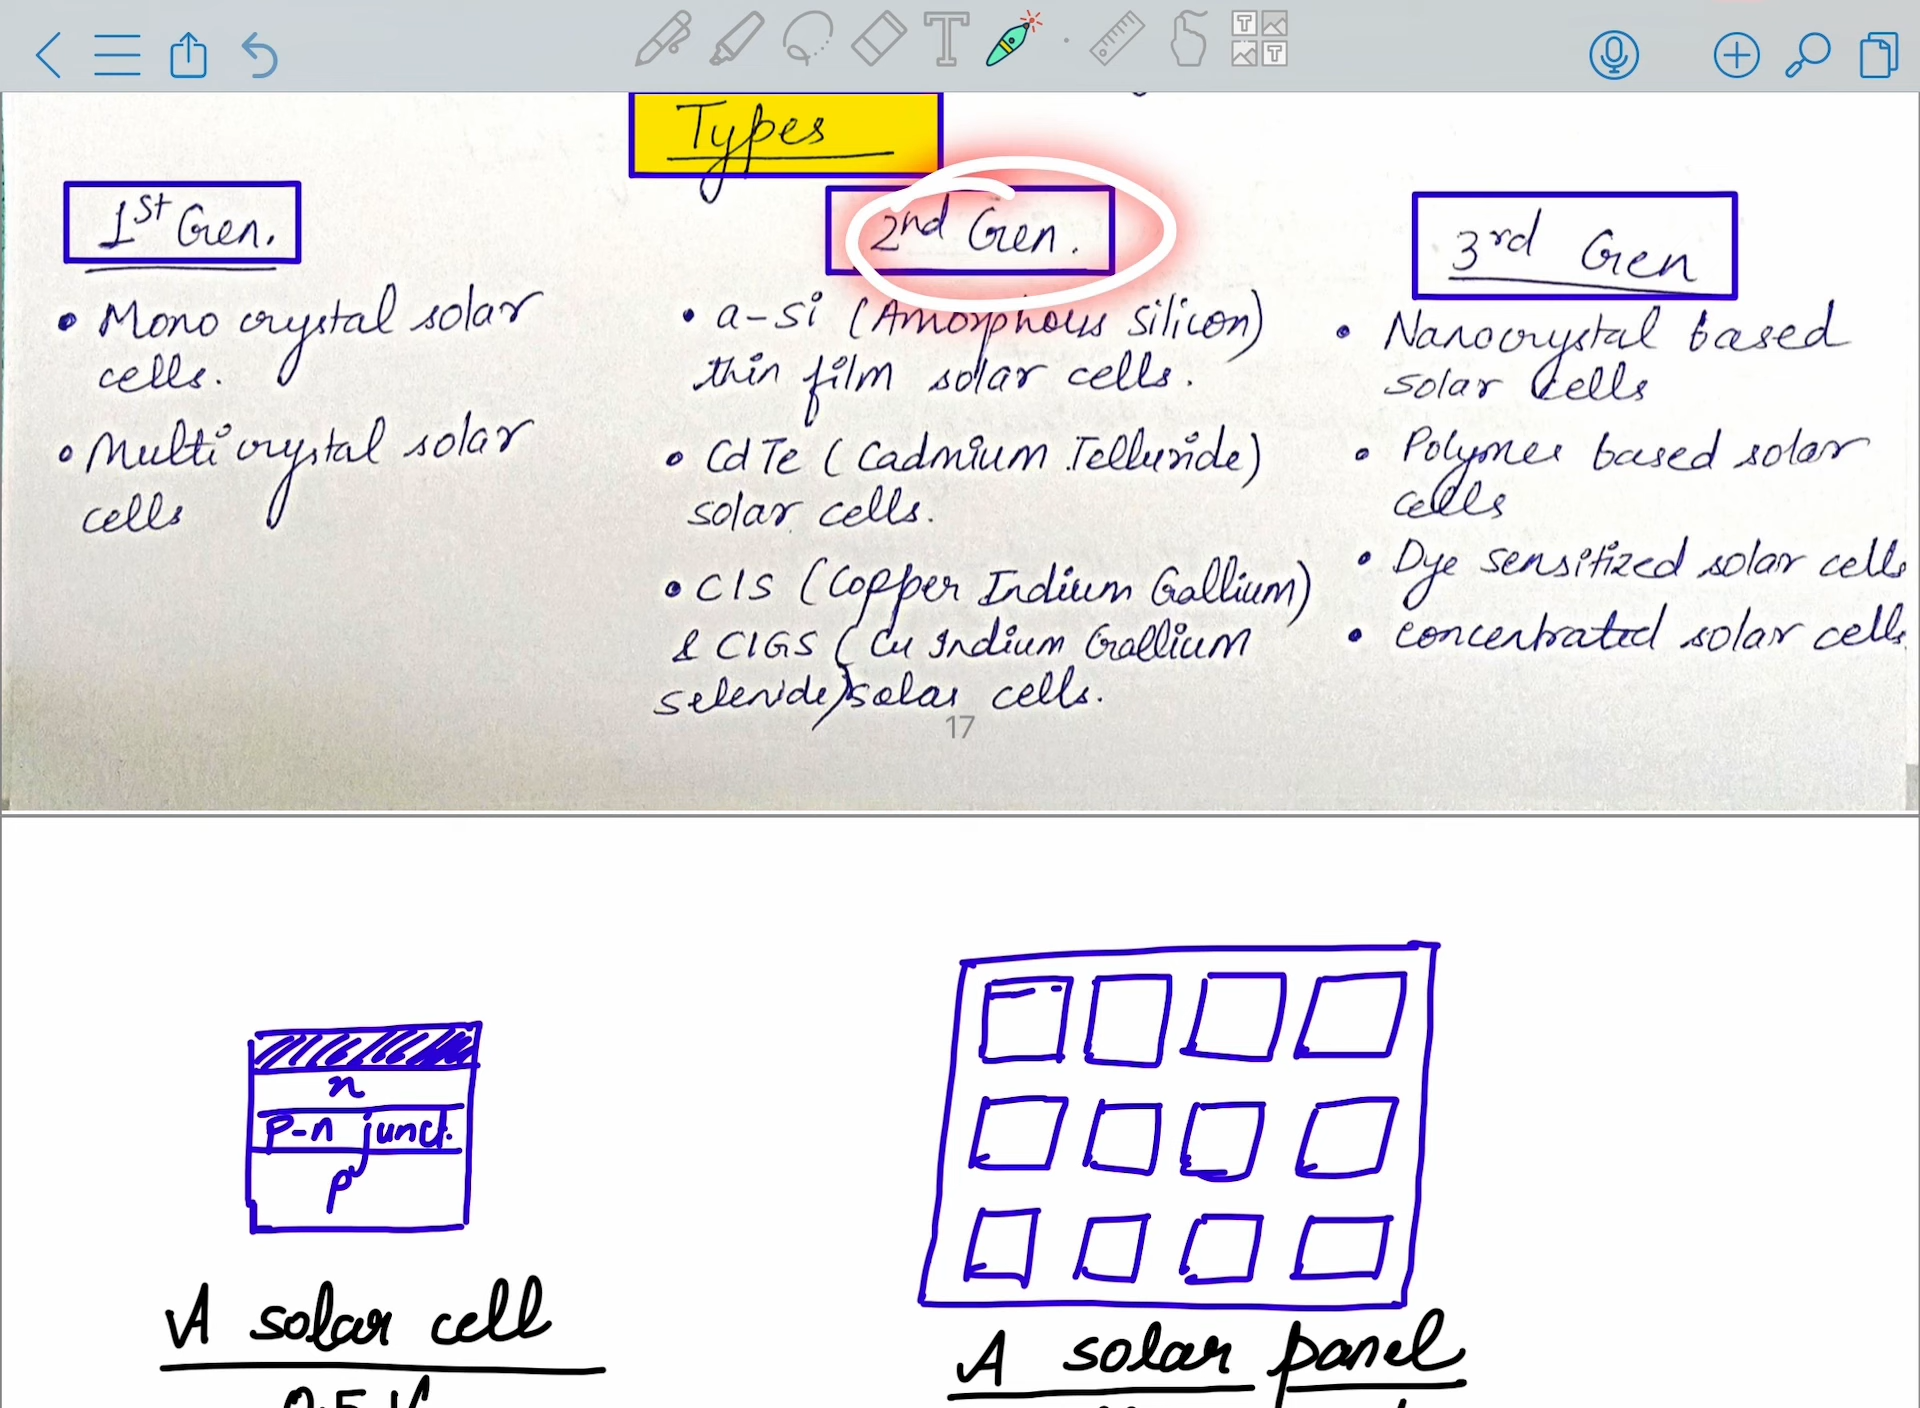 Types
1st Gen.
• Mono crystal solar
cells.
• Multi crystal solar
cells
2nd Gen.
• a-Si (Amorphous Silicon)
thin film solar cells.
• CdTe (Cadmium Telluride)
solar cells.
• CIS (Copper Indium Gallium)
& CIGS (Cu Indium Gallium
selenide) solar cells.
3rd Gen
• Nanocrystal based
solar cells
• Polymer based solar
cells
• Dye sensitized solar cells
• concentrated solar cells
17
n
P-n junct.
p
A solar cell
0.5 V
A solar panel